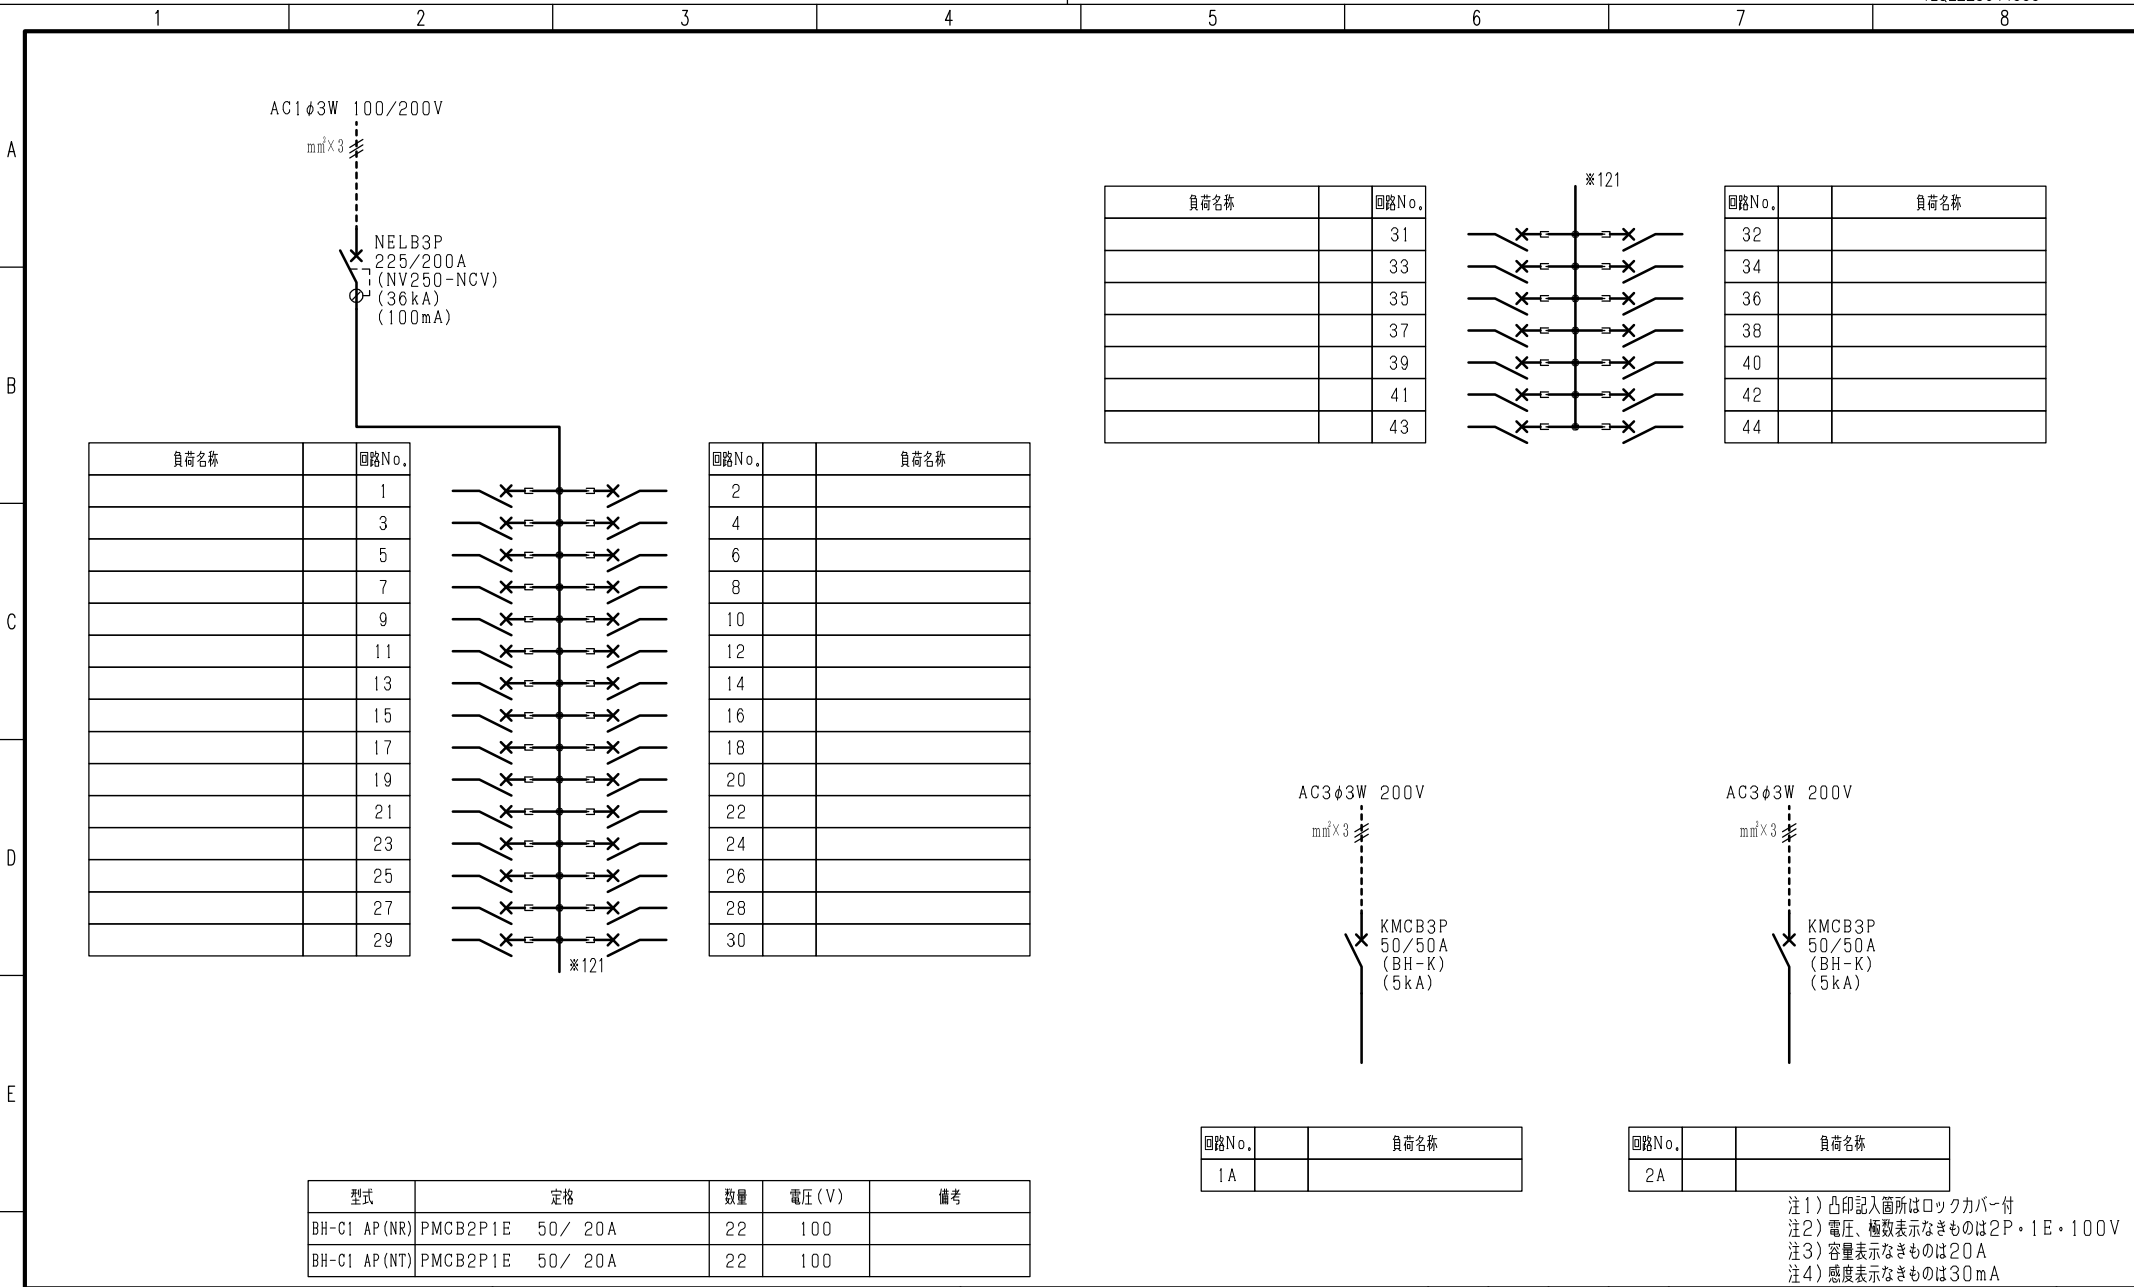 1 2 3 4 5 6 7 8
A
B
C
D
E
AC1φ3W 100/200V
mm²×3
NELB3P
225/200A
(NV250-NCV)
(36kA)
(100mA)
負荷名称 回路No.
1
3
5
7
9
11
13
15
17
19
21
23
25
27
29
※121
回路No. 負荷名称
2
4
6
8
10
12
14
16
18
20
22
24
26
28
30
※121
負荷名称 回路No.
31
33
35
37
39
41
43
回路No. 負荷名称
32
34
36
38
40
42
44
AC3φ3W 200V
mm²×3
KMCB3P
50/50A
(BH-K)
(5kA)
回路No. 負荷名称
1A
AC3φ3W 200V
mm²×3
KMCB3P
50/50A
(BH-K)
(5kA)
回路No. 負荷名称
2A
型式 定格 数量 電圧(V) 備考
BH-C1 AP(NR) PMCB2P1E 50/ 20A 22 100
BH-C1 AP(NT) PMCB2P1E 50/ 20A 22 100
注1)凸印記入箇所はロックカバー付
注2)電圧、極数表示なきものは2P・1E・100V
注3)容量表示なきものは20A
注4)感度表示なきものは30mA